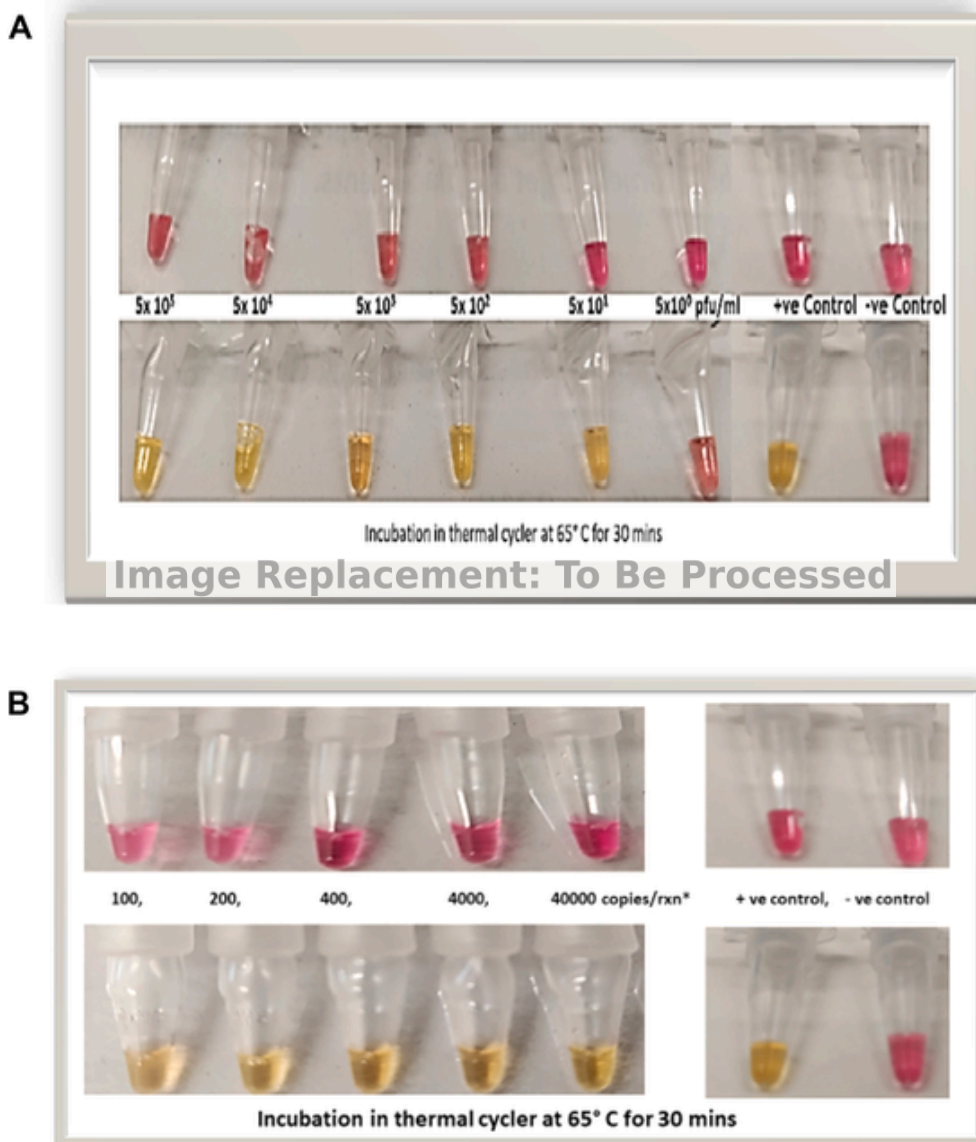 A
5x 10⁵ 5x 10⁴ 5x 10³ 5x 10² 5x 10¹ 5x10⁰ pfu/ml +ve Control -ve Control
Incubation in thermal cycler at 65° C for 30 mins
Image Replacement: To Be Processed
B
100, 200, 400, 4000, 40000 copies/rxn* + ve control, - ve control
Incubation in thermal cycler at 65° C for 30 mins